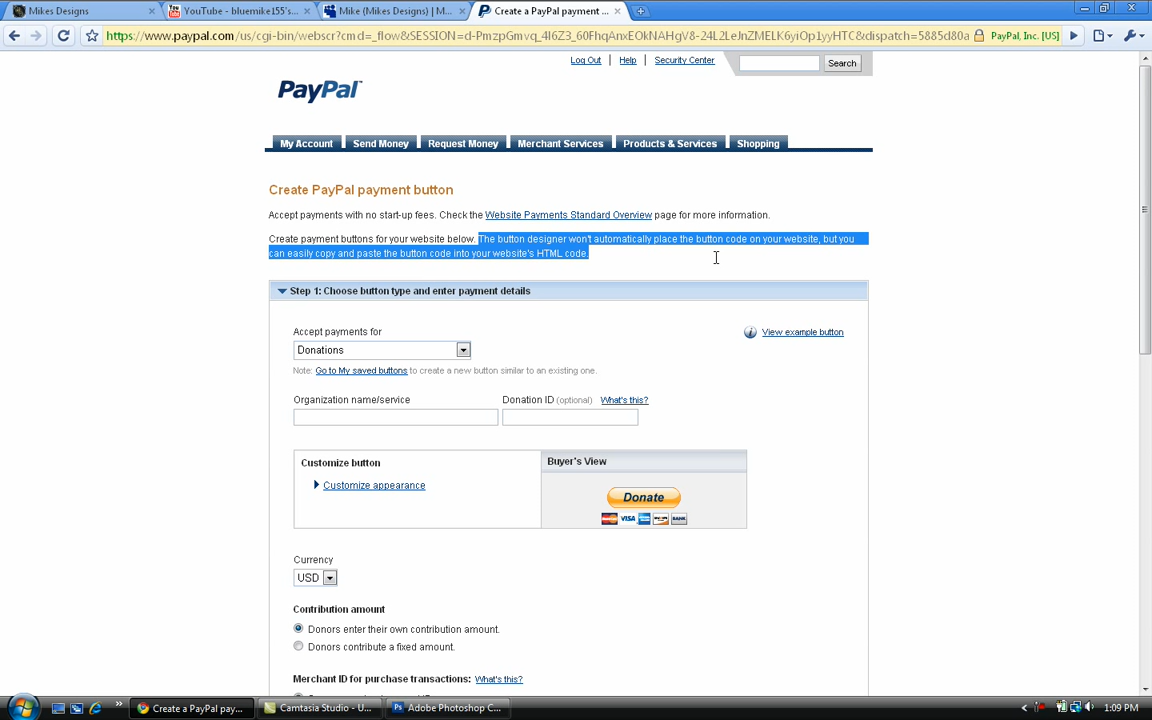 Mikes Designs
YouTube - bluemike155's...
Mike (Mikes Designs) | M...
Create a PayPal payment ...
https://www.paypal.com/us/cgi-bin/webscr?cmd=_flow&SESSION=d-PmzpGmvq_4I6Z3_60FhqAnxEOkNAHgV8-24L2LeJnZMELK6yiOp1yyHTC&dispatch=5885d80a
PayPal, Inc. [US]
Log Out | Help | Security Center
Search
PayPal
My Account
Send Money
Request Money
Merchant Services
Products & Services
Shopping
Create PayPal payment button
Accept payments with no start-up fees. Check the Website Payments Standard Overview page for more information.
Create payment buttons for your website below. The button designer won't automatically place the button code on your website, but you
can easily copy and paste the button code into your website's HTML code.
Step 1: Choose button type and enter payment details
Accept payments for
View example button
Donations
Note: Go to My saved buttons to create a new button similar to an existing one.
Organization name/service
Donation ID (optional) What's this?
Customize button
Buyer's View
Customize appearance
Donate
VISA
BANK
Currency
USD
Contribution amount
Donors enter their own contribution amount.
Donors contribute a fixed amount.
Merchant ID for purchase transactions: What's this?
Create a PayPal pay...
Camtasia Studio - U...
Adobe Photoshop C...
1:09 PM